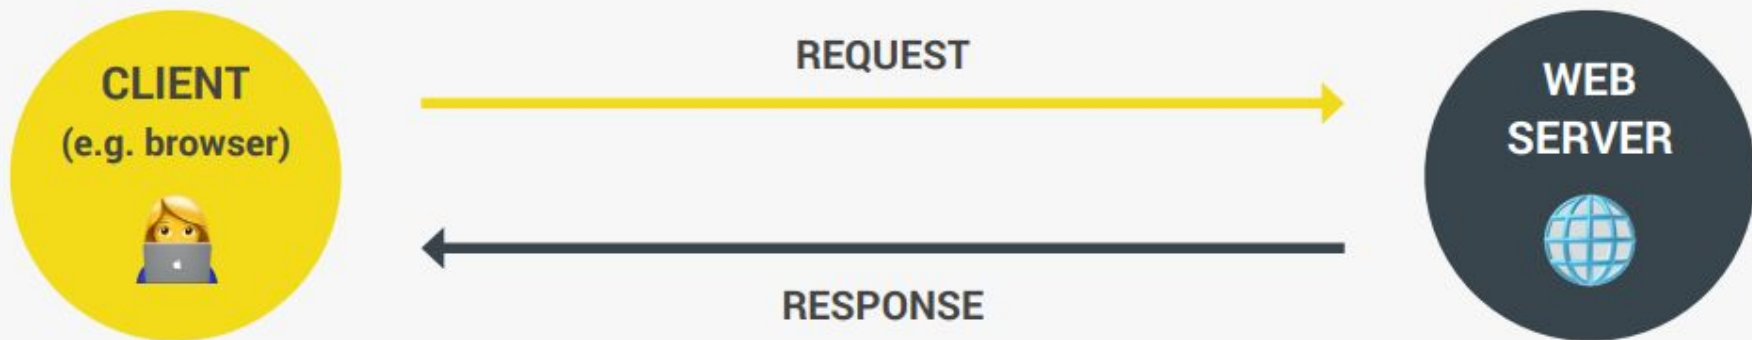 CLIENT
(e.g. browser)
REQUEST
RESPONSE
WEB
SERVER